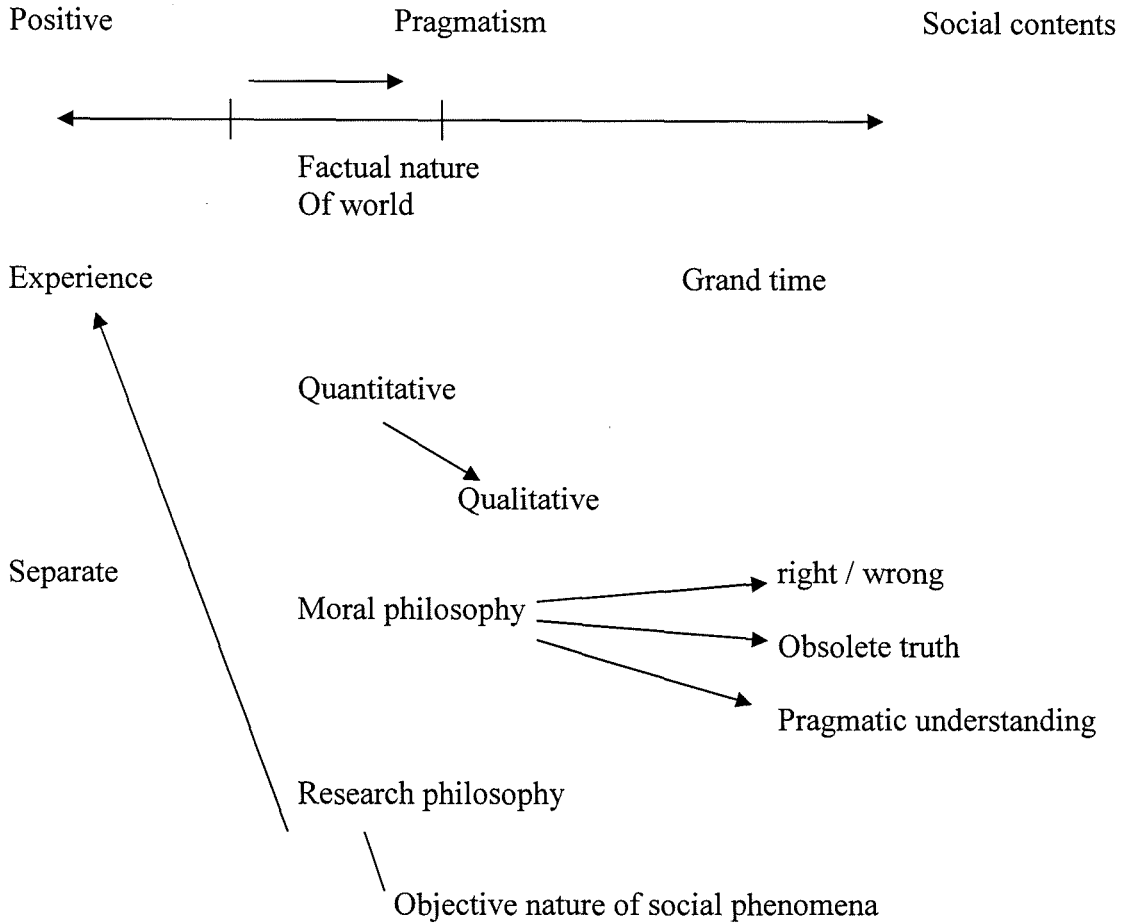 Positive Pragmatism Social contents
Factual nature
Of world
Experience Grand time
Quantitative
Qualitative
Separate right / wrong
Moral philosophy
Obsolete truth
Pragmatic understanding
Research philosophy
Objective nature of social phenomena